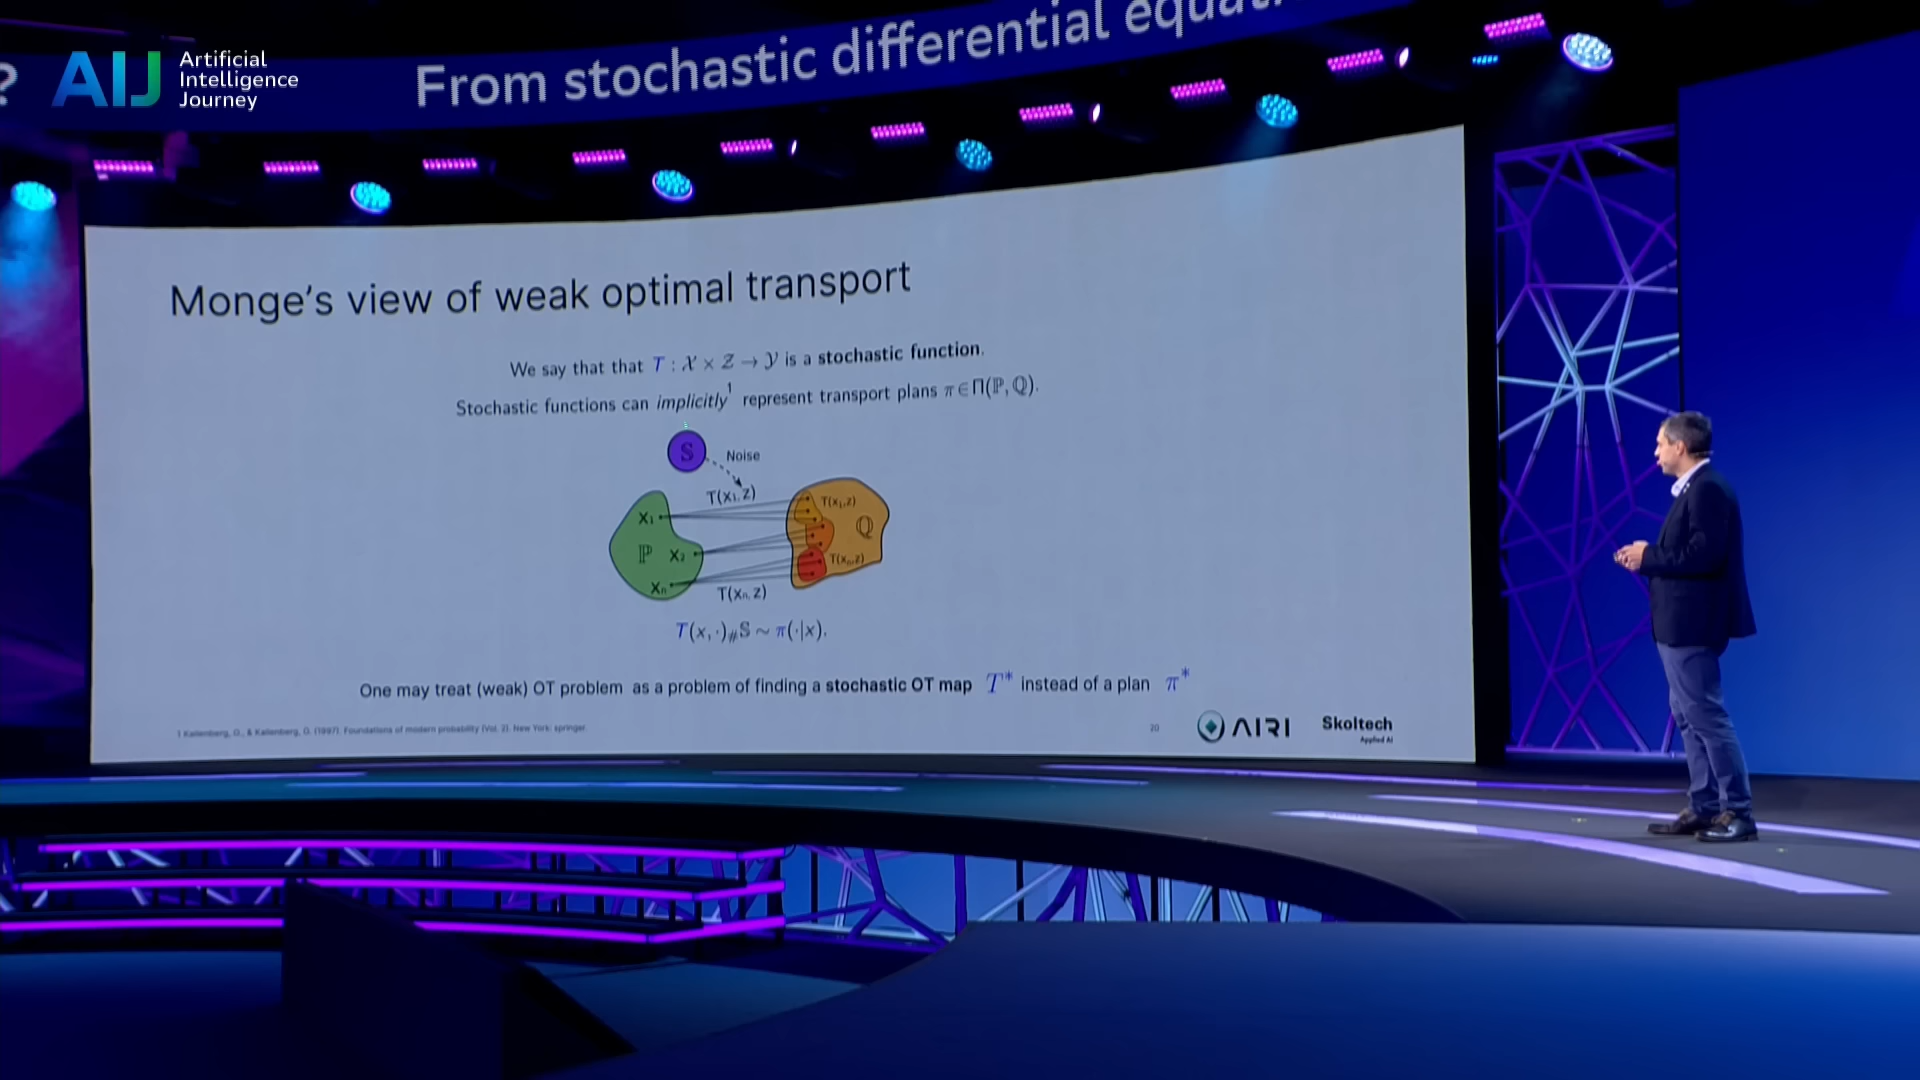 ?
AIJ Artificial
Intelligence
Journey
From stochastic differential
Monge's view of weak optimal transport
We say that that T : X × Z → Y is a stochastic function.
Stochastic functions can implicitly¹ represent transport plans π ∈ Π(ℙ, ℚ).
𝕊
Noise
T(x₁, z)
X₁
T(x₁,z)
ℚ
ℙ X₂
T(xₙ,z)
Xₙ
T(xₙ, z)
T(x, ·)#𝕊 ~ π(·|x).
One may treat (weak) OT problem as a problem of finding a stochastic OT map T* instead of a plan π*
1 Kallenberg, O., & Kallenberg, O. (1997). Foundations of modern probability (Vol. 2). New York: springer.
20
AIRI
Skoltech
Applied AI